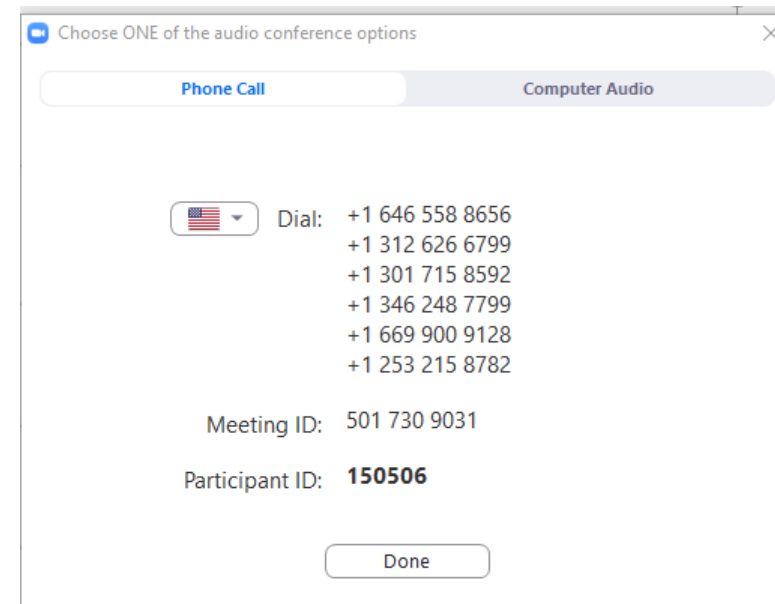 Choose ONE of the audio conference options
Phone Call Computer Audio
Dial: +1 646 558 8656
+1 312 626 6799
+1 301 715 8592
+1 346 248 7799
+1 669 900 9128
+1 253 215 8782
Meeting ID: 501 730 9031
Participant ID: 150506
Done